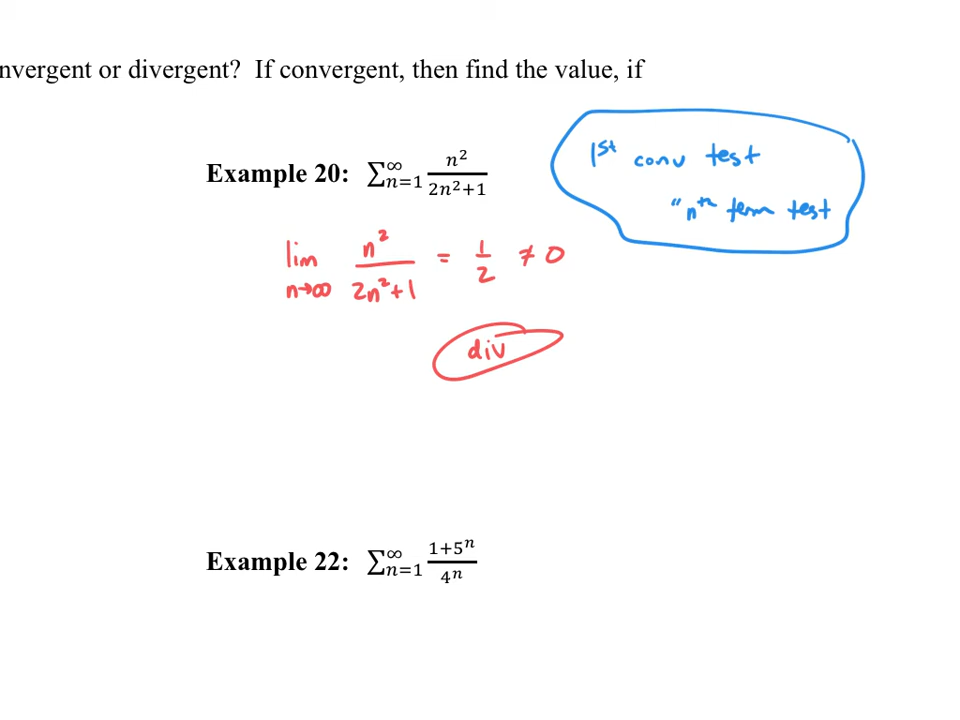 nvergent or divergent? If convergent, then find the value, if
Example 20: ∑_{n=1}^{∞} n²/(2n²+1)
1st conv test
"nth term test
lim_{n→∞} n²/(2n²+1) = 1/2 ≠ 0
div
Example 22: ∑_{n=1}^{∞} (1+5ⁿ)/4ⁿ